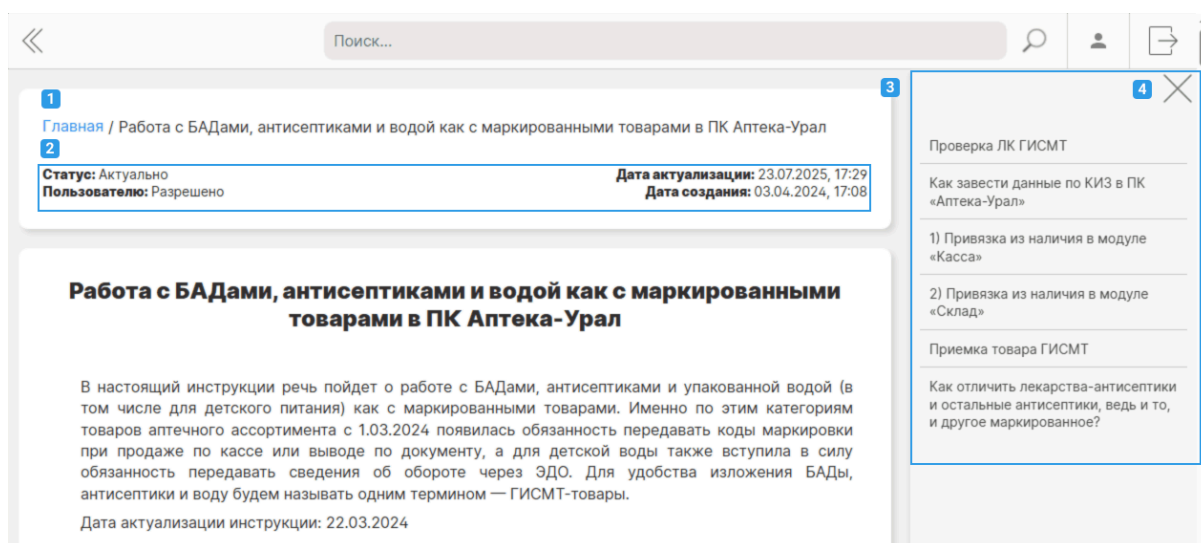 Поиск...
1
Главная / Работа с БАДами, антисептиками и водой как с маркированными товарами в ПК Аптека-Урал
2
Статус: Актуально
Пользователю: Разрешено
Дата актуализации: 23.07.2025, 17:29
Дата создания: 03.04.2024, 17:08
Работа с БАДами, антисептиками и водой как с маркированными
товарами в ПК Аптека-Урал
В настоящий инструкции речь пойдет о работе с БАДами, антисептиками и упакованной водой (в
том числе для детского питания) как с маркированными товарами. Именно по этим категориям
товаров аптечного ассортимента с 1.03.2024 появилась обязанность передавать коды маркировки
при продаже по кассе или выводе по документу, а для детской воды также вступила в силу
обязанность передавать сведения об обороте через ЭДО. Для удобства изложения БАДы,
антисептики и воду будем называть одним термином — ГИСМТ-товары.
Дата актуализации инструкции: 22.03.2024
3
4
Проверка ЛК ГИСМТ
Как завести данные по КИЗ в ПК
«Аптека-Урал»
1) Привязка из наличия в модуле
«Касса»
2) Привязка из наличия в модуле
«Склад»
Приемка товара ГИСМТ
Как отличить лекарства-антисептики
и остальные антисептики, ведь и то,
и другое маркированное?